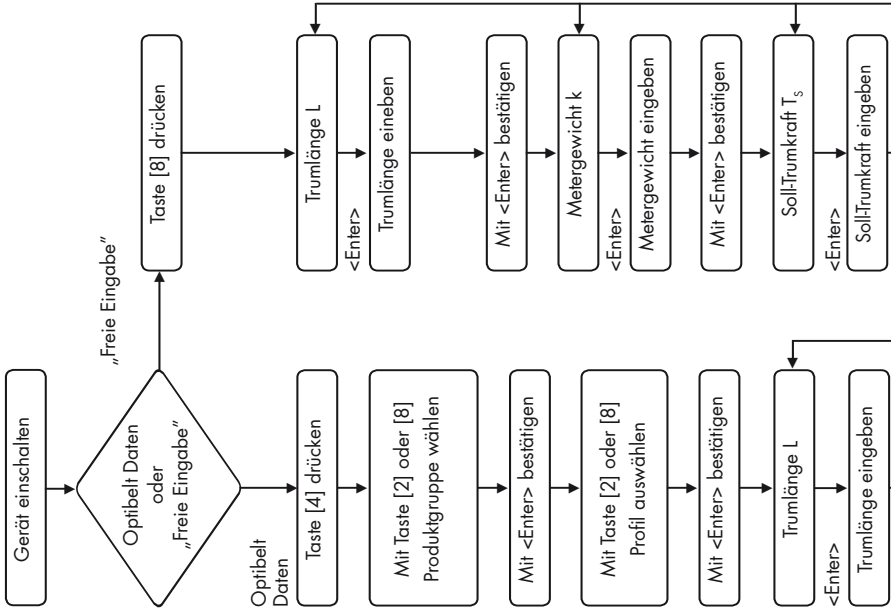 Gerät einschalten
Optibelt Daten
oder
„Freie Eingabe”
„Freie Eingabe”
Taste [8] drücken
Trumlänge L
<Enter>
Trumlänge eineben
Mit <Enter> bestätigen
Metergewicht k
<Enter>
Metergewicht eingeben
Mit <Enter> bestätigen
Soll-Trumkraft Tₛ
<Enter>
Soll-Trumkraft eingeben
Optibelt
Daten
Taste [4] drücken
Mit Taste [2] oder [8]
Produktgruppe wählen
Mit <Enter> bestätigen
Mit Taste [2] oder [8]
Profil auswählen
Mit <Enter> bestätigen
Trumlänge L
<Enter>
Trumlänge eingeben